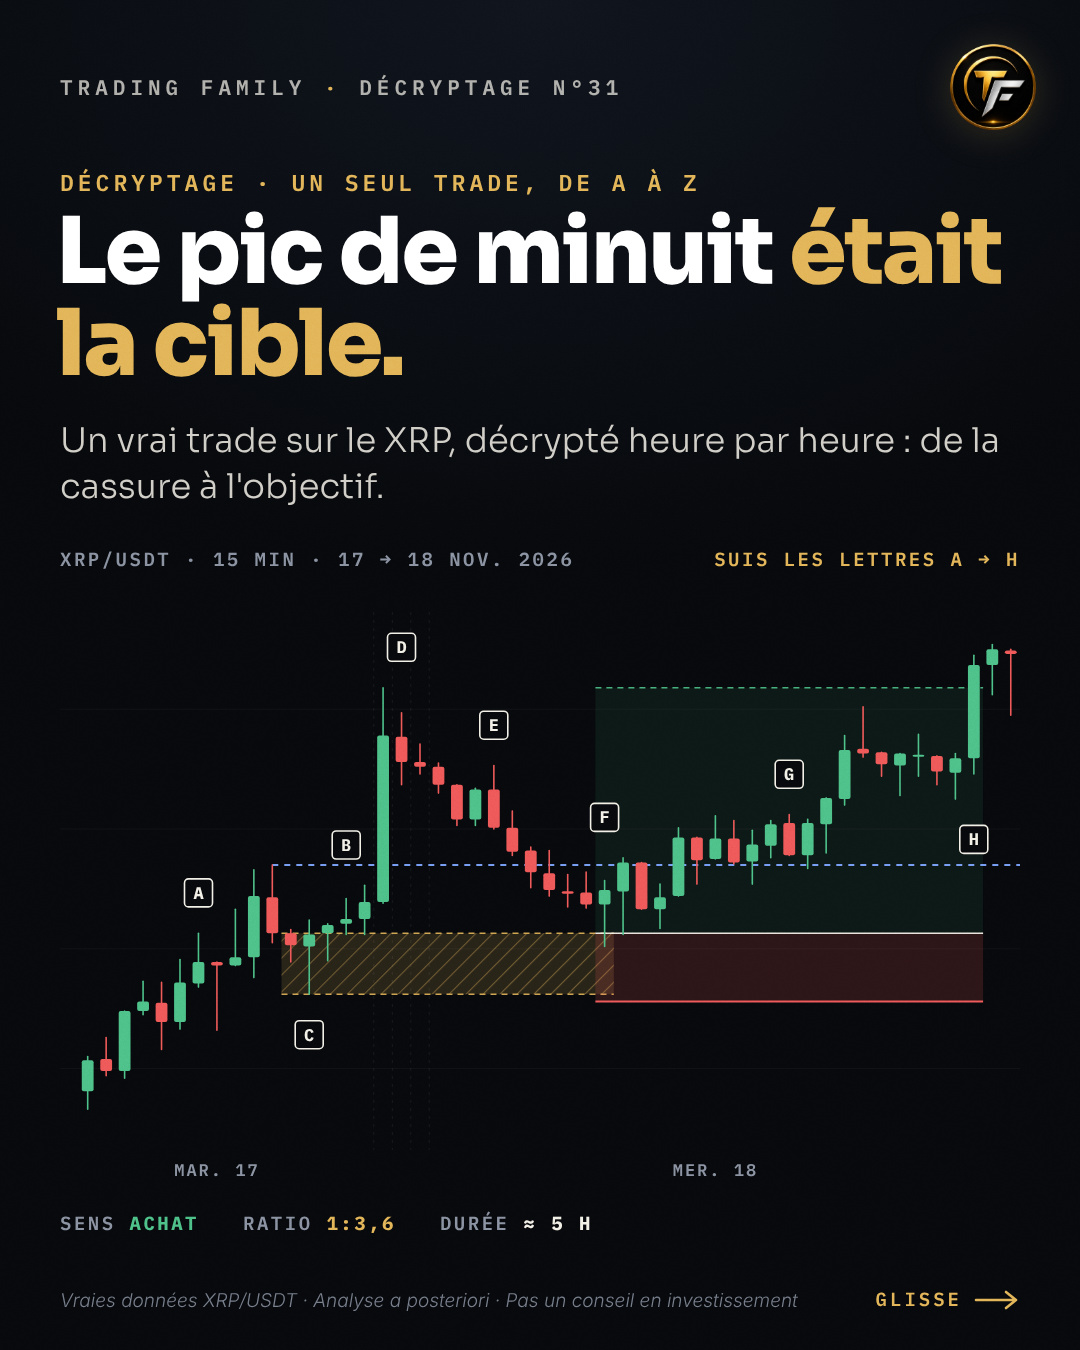 TRADING FAMILY · DÉCRYPTAGE N°31
TF
DÉCRYPTAGE · UN SEUL TRADE, DE A À Z
Le pic de minuit était
la cible.
Un vrai trade sur le XRP, décrypté heure par heure : de la
cassure à l'objectif.
XRP/USDT · 15 MIN · 17 → 18 NOV. 2026
SUIS LES LETTRES A → H
D
E
G
F
B
H
A
C
MAR. 17
MER. 18
SENS ACHAT RATIO 1:3,6 DURÉE ≈ 5 H
Vraies données XRP/USDT · Analyse a posteriori · Pas un conseil en investissement
GLISSE →